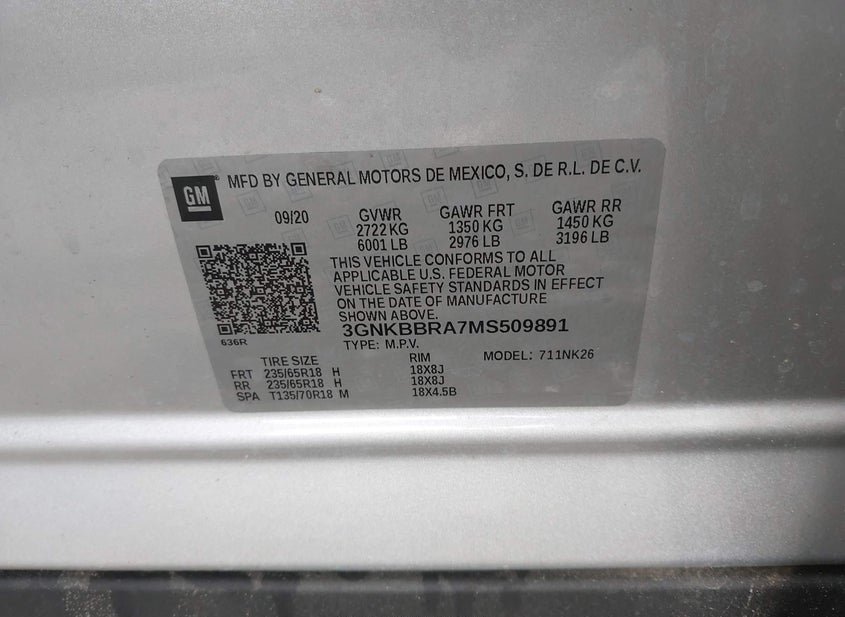 GM
® MFD BY GENERAL MOTORS DE MEXICO, S. DE R.L. DE C.V.
09/20 GVWR GAWR FRT GAWR RR
2722 KG 1350 KG 1450 KG
6001 LB 2976 LB 3196 LB
THIS VEHICLE CONFORMS TO ALL
APPLICABLE U.S. FEDERAL MOTOR
VEHICLE SAFETY STANDARDS IN EFFECT
ON THE DATE OF MANUFACTURE
SHOWN ABOVE.
3GNKBBRA7MS509891
636R
TYPE: M.P.V. MODEL: 711NK26
TIRE SIZE RIM
FRT 235/65R18 H 18X8J
RR 235/65R18 H 18X8J
SPA T135/70R18 M 18X4.5B